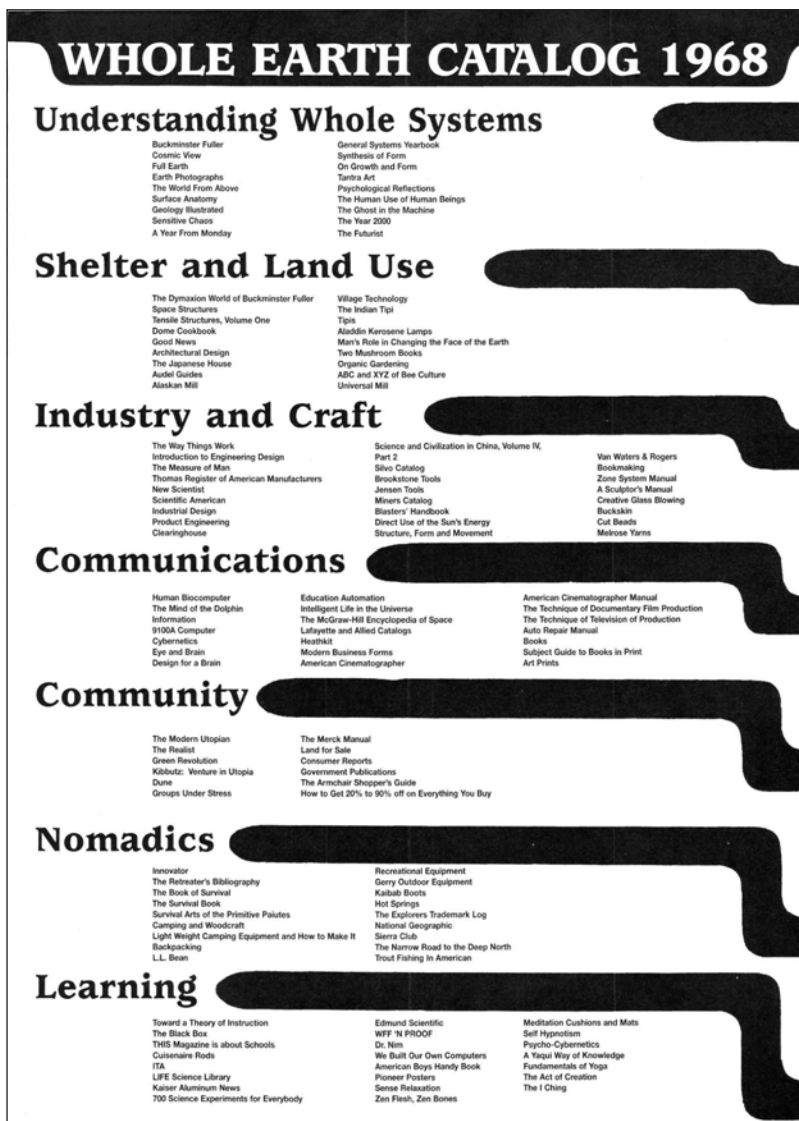 WHOLE EARTH CATALOG 1968
Understanding Whole Systems
Buckminster Fuller
Cosmic View
Full Earth
Earth Photographs
The World From Above
Surface Anatomy
Geology Illustrated
Sensitive Chaos
A Year From Monday
General Systems Yearbook
Synthesis of Form
On Growth and Form
Tantra Art
Psychological Reflections
The Human Use of Human Beings
The Ghost in the Machine
The Year 2000
The Futurist
Shelter and Land Use
The Dymaxion World of Buckminster Fuller
Space Structures
Tensile Structures, Volume One
Dome Cookbook
Good News
Architectural Design
The Japanese House
Audel Guides
Alaskan Mill
Village Technology
The Indian Tipi
Tipis
Aladdin Kerosene Lamps
Man's Role in Changing the Face of the Earth
Two Mushroom Books
Organic Gardening
ABC and XYZ of Bee Culture
Universal Mill
Industry and Craft
The Way Things Work
Introduction to Engineering Design
The Measure of Man
Thomas Register of American Manufacturers
New Scientist
Scientific American
Industrial Design
Product Engineering
Clearinghouse
Science and Civilization in China, Volume IV,
Part 2
Silvo Catalog
Brookstone Tools
Jensen Tools
Miners Catalog
Blasters' Handbook
Direct Use of the Sun's Energy
Structure, Form and Movement
Van Waters & Rogers
Bookmaking
Zone System Manual
A Sculptor's Manual
Creative Glass Blowing
Buckskin
Cut Beads
Melrose Yarns
Communications
Human Biocomputer
The Mind of the Dolphin
Information
9100A Computer
Cybernetics
Eye and Brain
Design for a Brain
Education Automation
Intelligent Life in the Universe
The McGraw-Hill Encyclopedia of Space
Lafayette and Allied Catalogs
Heathkit
Modern Business Forms
American Cinematographer
American Cinematographer Manual
The Technique of Documentary Film Production
The Technique of Television of Production
Auto Repair Manual
Books
Subject Guide to Books in Print
Art Prints
Community
The Modern Utopian
The Realist
Green Revolution
Kibbutz: Venture in Utopia
Dune
Groups Under Stress
The Merck Manual
Land for Sale
Consumer Reports
Government Publications
The Armchair Shopper's Guide
How to Get 20% to 90% off on Everything You Buy
Nomadics
Innovator
The Retreater's Bibliography
The Book of Survival
The Survival Book
Survival Arts of the Primitive Paiutes
Camping and Woodcraft
Light Weight Camping Equipment and How to Make It
Backpacking
L.L. Bean
Recreational Equipment
Gerry Outdoor Equipment
Kaibab Boots
Hot Springs
The Explorers Trademark Log
National Geographic
Sierra Club
The Narrow Road to the Deep North
Trout Fishing In American
Learning
Toward a Theory of Instruction
The Black Box
THIS Magazine is about Schools
Cuisenaire Rods
ITA
LIFE Science Library
Kaiser Aluminum News
700 Science Experiments for Everybody
Edmund Scientific
WFF 'N PROOF
Dr. Nim
We Built Our Own Computers
American Boys Handy Book
Pioneer Posters
Sense Relaxation
Zen Flesh, Zen Bones
Meditation Cushions and Mats
Self Hypnotism
Psycho-Cybernetics
A Yaqui Way of Knowledge
Fundamentals of Yoga
The Act of Creation
The I Ching